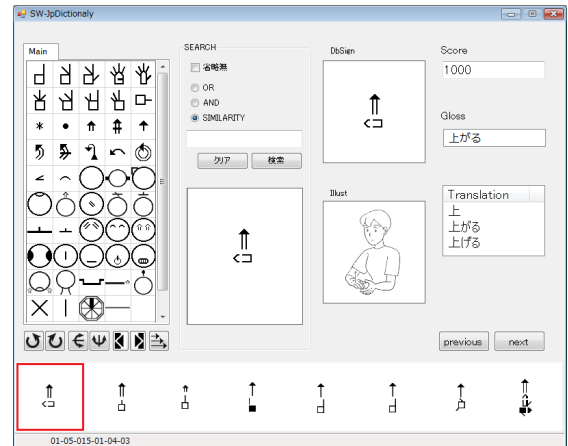 SW-JpDictionaly
Main
SEARCH
省略無
OR
AND
SIMILARITY
クリア
検索
DbSign
Illust
Score
1000
Gloss
上がる
Translation
上
上がる
上げる
previous
next
01-05-015-01-04-03